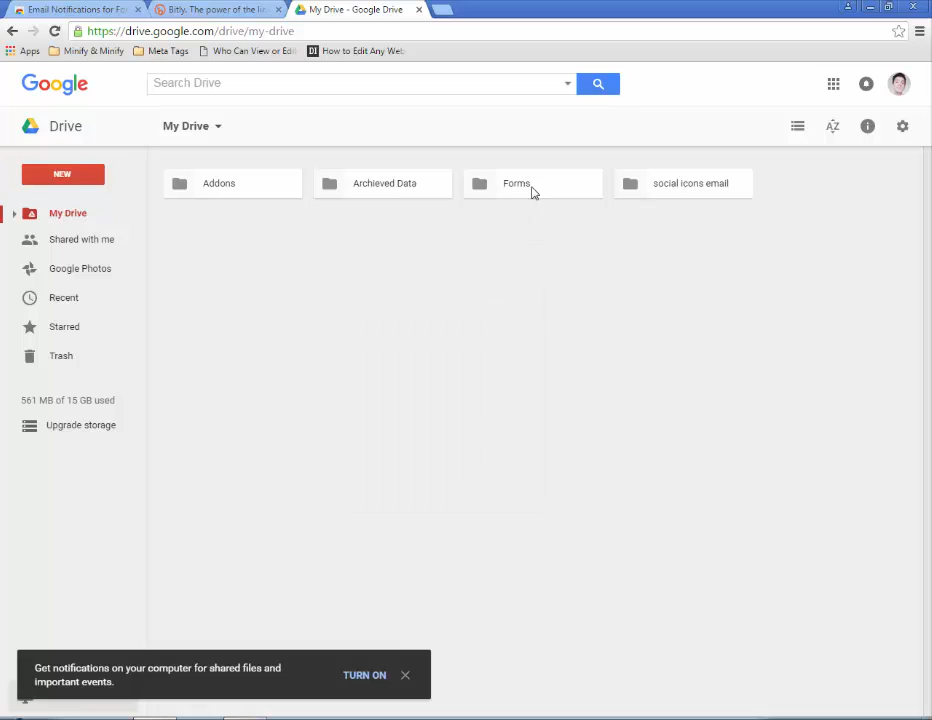 Email Notifications for For
Bitly. The power of the lin
My Drive - Google Drive
https://drive.google.com/drive/my-drive
Apps
Minify & Minify
Meta Tags
Who Can View or Edi
DI
How to Edit Any Web
Google
Search Drive
Drive
My Drive
AZ
NEW
My Drive
Shared with me
Google Photos
Recent
Starred
Trash
561 MB of 15 GB used
Upgrade storage
Addons
Archieved Data
Forms
social icons email
Get notifications on your computer for shared files and
important events.
TURN ON